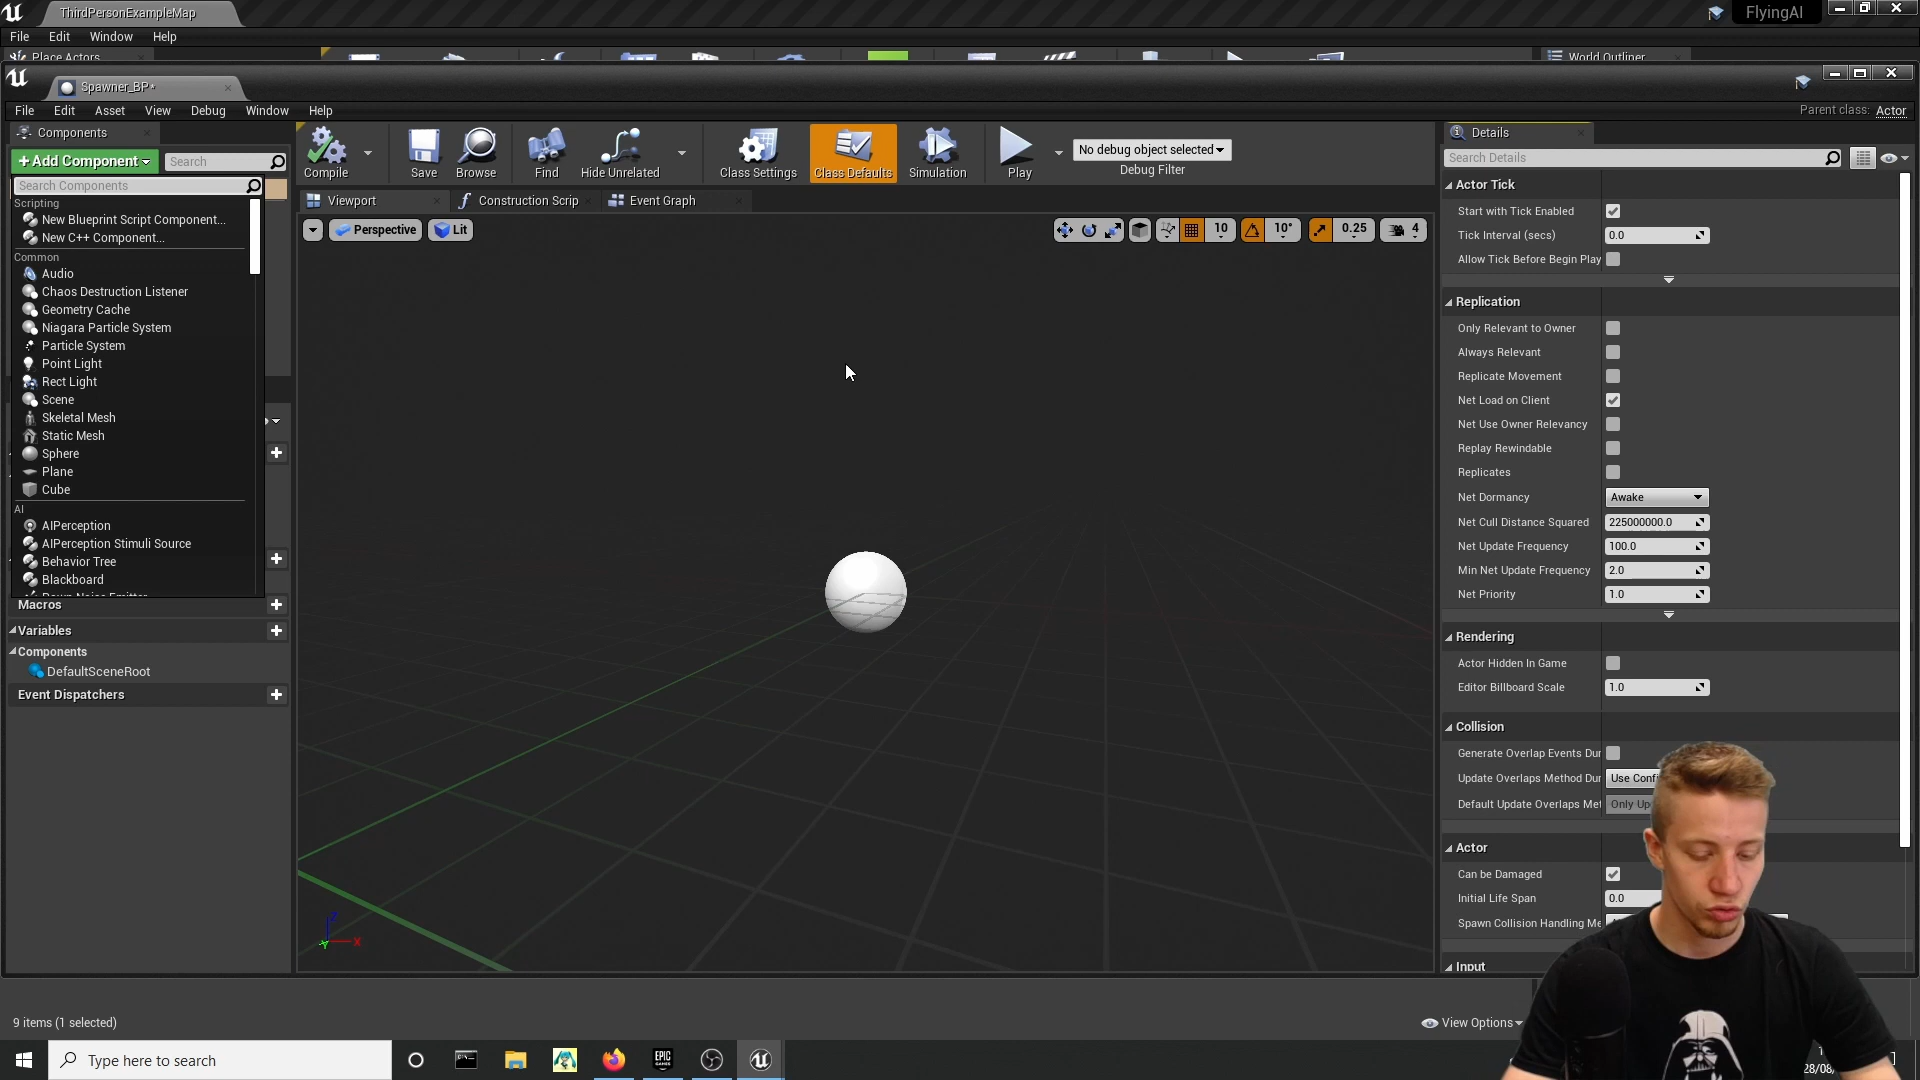 ThirdPersonExampleMap
FlyingAI
File Edit Window Help
Place Actors
World Outliner
Spawner_BP*
File Edit Asset View Debug Window Help
Parent class: Actor
Components
Details
+Add Component
Search
Compile
Save
Browse
Find
Hide Unrelated
Class Settings
Class Defaults
Simulation
Play
No debug object selected
Debug Filter
Search Details
Search Components
Scripting
New Blueprint Script Component...
New C++ Component...
Common
Audio
Chaos Destruction Listener
Geometry Cache
Niagara Particle System
Particle System
Point Light
Rect Light
Scene
Skeletal Mesh
Static Mesh
Sphere
Plane
Cube
AI
AIPerception
AIPerception Stimuli Source
Behavior Tree
Blackboard
Macros
Variables
Components
DefaultSceneRoot
Event Dispatchers
Viewport
Construction Scrip
Event Graph
Perspective
Lit
10
10°
0.25
4
X
Actor Tick
Start with Tick Enabled
Tick Interval (secs) 0.0
Allow Tick Before Begin Play
Replication
Only Relevant to Owner
Always Relevant
Replicate Movement
Net Load on Client
Net Use Owner Relevancy
Replay Rewindable
Replicates
Net Dormancy Awake
Net Cull Distance Squared 225000000.0
Net Update Frequency 100.0
Min Net Update Frequency 2.0
Net Priority 1.0
Rendering
Actor Hidden In Game
Editor Billboard Scale 1.0
Collision
Generate Overlap Events Dur
Update Overlaps Method Dur Use Confi
Default Update Overlaps Met Only Up
Actor
Can be Damaged
Initial Life Span 0.0
Spawn Collision Handling Me
Input
9 items (1 selected)
View Options
Type here to search
EPIC GAMES
28/08/